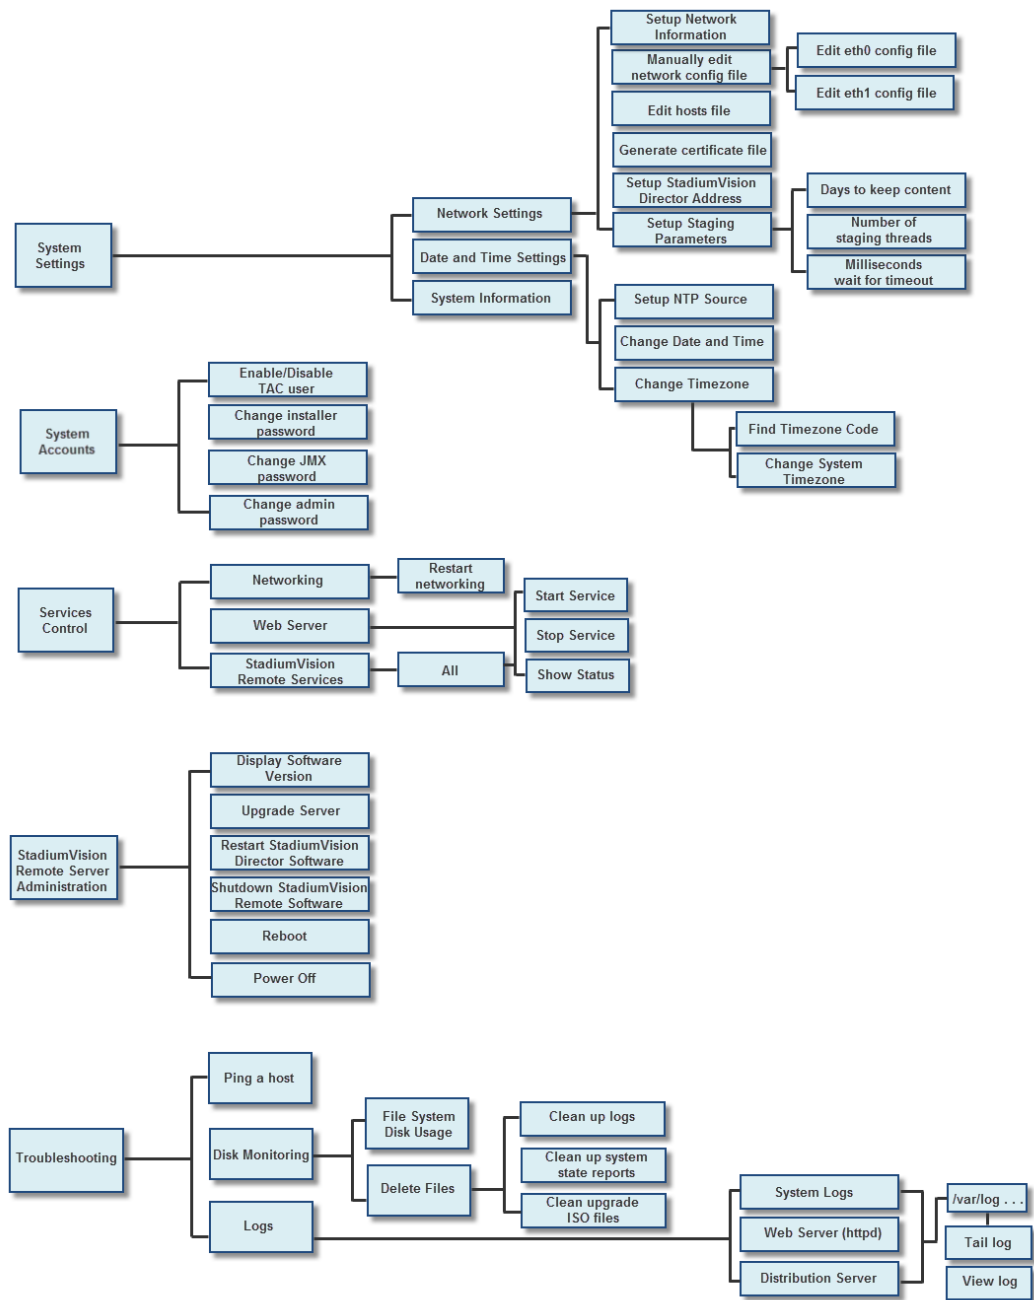 System
Settings
Network Settings
Date and Time Settings
System Information
Setup Network
Information
Manually edit
network config file
Edit hosts file
Generate certificate file
Setup StadiumVision
Director Address
Setup Staging
Parameters
Edit eth0 config file
Edit eth1 config file
Days to keep content
Number of
staging threads
Milliseconds
wait for timeout
Setup NTP Source
Change Date and Time
Change Timezone
Find Timezone Code
Change System
Timezone
System
Accounts
Enable/Disable
TAC user
Change installer
password
Change JMX
password
Change admin
password
Services
Control
Networking
Web Server
StadiumVision
Remote Services
Restart
networking
All
Start Service
Stop Service
Show Status
StadiumVision
Remote Server
Administration
Display Software
Version
Upgrade Server
Restart StadiumVision
Director Software
Shutdown StadiumVision
Remote Software
Reboot
Power Off
Troubleshooting
Ping a host
Disk Monitoring
Logs
File System
Disk Usage
Delete Files
Clean up logs
Clean up system
state reports
Clean upgrade
ISO files
System Logs
Web Server (httpd)
Distribution Server
/var/log . . .
Tail log
View log